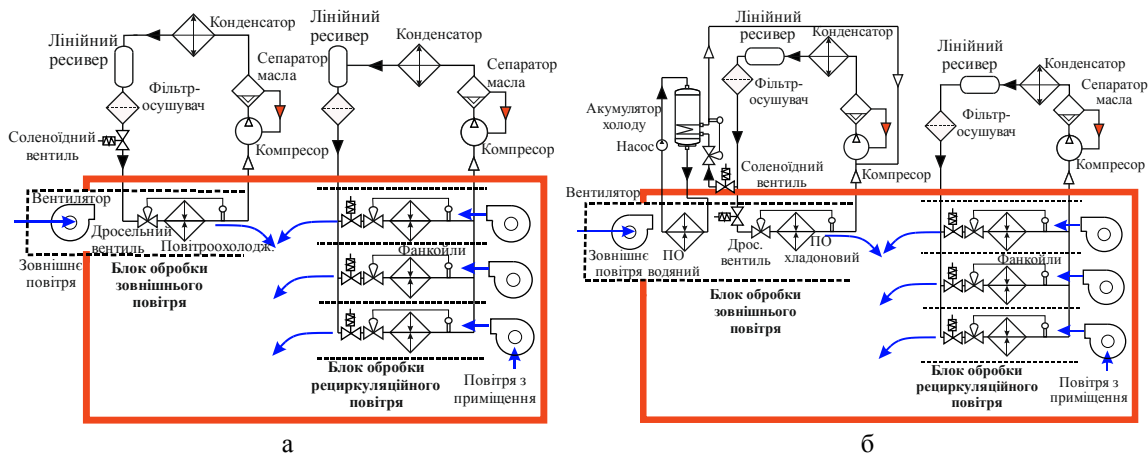 Конденсатор
Лінійний
ресивер
Сепаратор
масла
Фільтр-
осушувач
Соленоїдний
вентиль
Компресор
Лінійний
ресивер
Конденсатор
Сепаратор
масла
Компресор
Вентилятор
Дросельний
вентиль
Повітроохолодж.
Зовнішнє
повітря
Блок обробки
зовнішнього
повітря
Фанкойли
Блок обробки
рециркуляційного
повітря
Повітря з
приміщення
а
Лінійний
ресивер
Конденсатор
Фільтр-
осушувач
Акумулятор
холоду
Насос
Соленоїдний
вентиль
Компресор
Лінійний
ресивер
Конденсатор
Сепаратор
масла
Фільтр-
осушувач
Компресор
Вентилятор
Зовнішнє
повітря
ПО
водяний
Дрос.
вентиль
ПО
хладоновий
Блок обробки
зовнішнього
повітря
Фанкойли
Блок обробки
рециркуляційного
повітря
Повітря з
приміщення
б